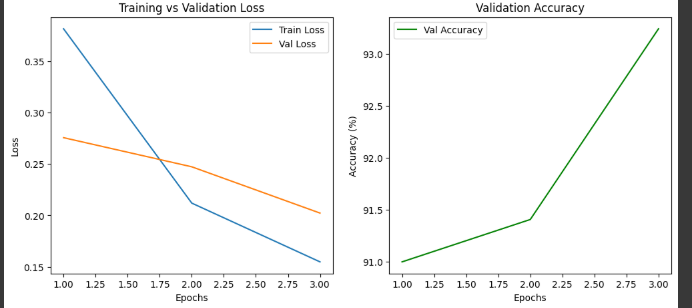 Training vs Validation Loss
Train Loss
Val Loss
0.35
0.30
0.25
0.20
0.15
Loss
1.00 1.25 1.50 1.75 2.00 2.25 2.50 2.75 3.00
Epochs
Validation Accuracy
Val Accuracy
93.0
92.5
92.0
91.5
91.0
Accuracy (%)
1.00 1.25 1.50 1.75 2.00 2.25 2.50 2.75 3.00
Epochs